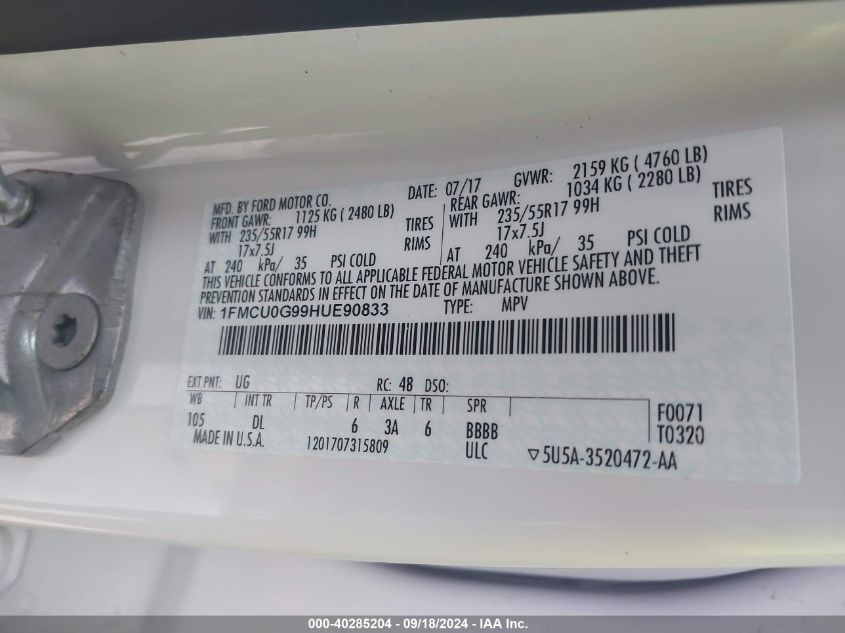 MFD. BY FORD MOTOR CO.
DATE: 07/17 GVWR: 2159 KG ( 4760 LB)
FRONT GAWR: 1125 KG ( 2480 LB)
REAR GAWR: 1034 KG ( 2280 LB)
WITH 235/55R17 99H TIRES
WITH 235/55R17 99H TIRES
17x7.5J RIMS
17x7.5J RIMS
AT 240 kPa/ 35 PSI COLD
AT 240 kPa/ 35 PSI COLD
THIS VEHICLE CONFORMS TO ALL APPLICABLE FEDERAL MOTOR VEHICLE SAFETY AND THEFT
PREVENTION STANDARDS IN EFFECT ON THE DATE OF MANUFACTURE SHOWN ABOVE.
VIN: 1FMCU0G99HUE90833 TYPE: MPV
EXT PNT: UG RC: 48 DSO:
WB INT TR TP/PS R AXLE TR SPR
105 DL 6 3A 6 BBBB
F0071
T0320
MADE IN U.S.A. 1201707315809 ULC ▽5U5A-3520472-AA
000-40285204 - 09/18/2024 - IAA Inc.